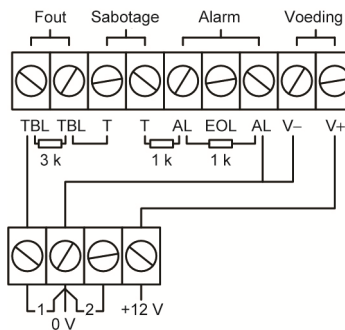 Fout Sabotage Alarm Voeding
TBL TBL T T AL EOL AL V– V+
3 k 1 k 1 k
1 2
0 V +12 V